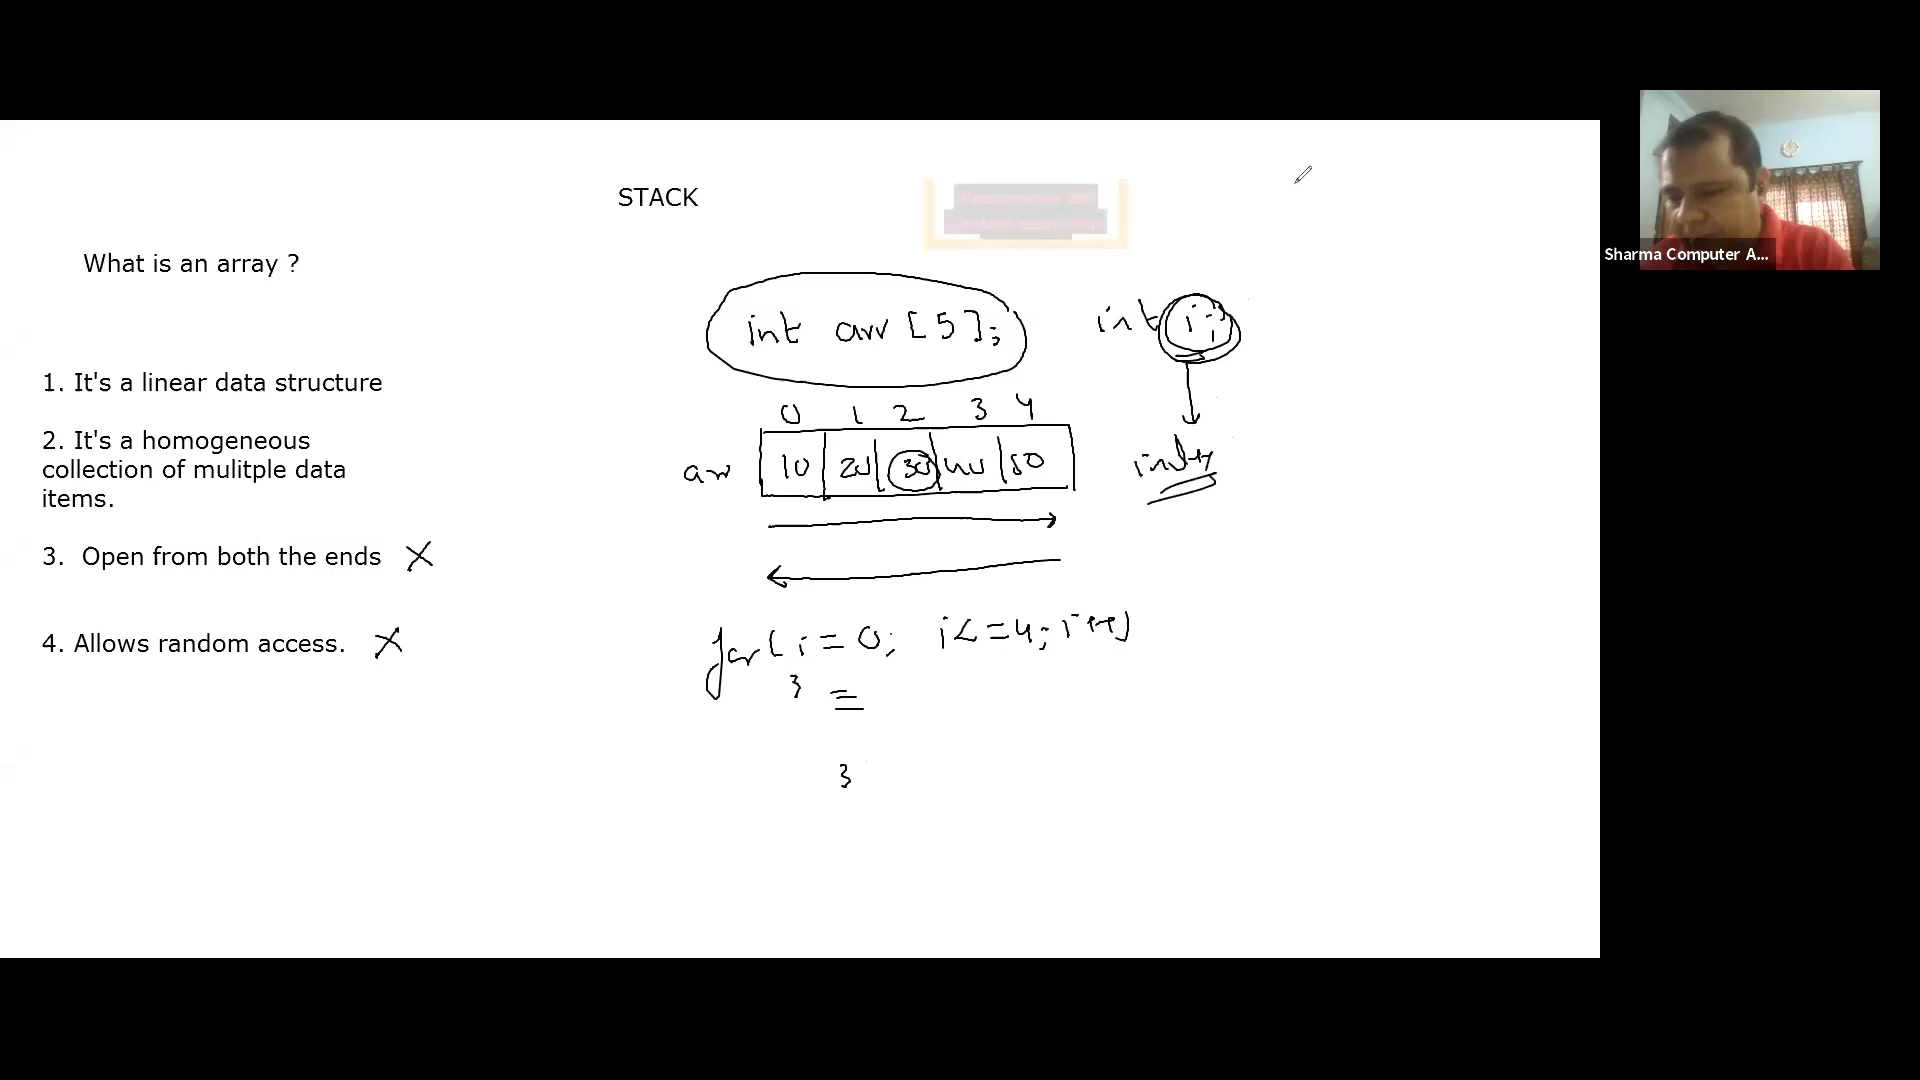 STACK
What is an array ?
1. It's a linear data structure
2. It's a homogeneous
collection of mulitple data
items.
3. Open from both the ends X
4. Allows random access. X
int arr [5];
int i;
0 1 2 3 4
arr 10 20 30 40 50
index
for( i = 0; i<=4; i++)
Sharma Computer A...